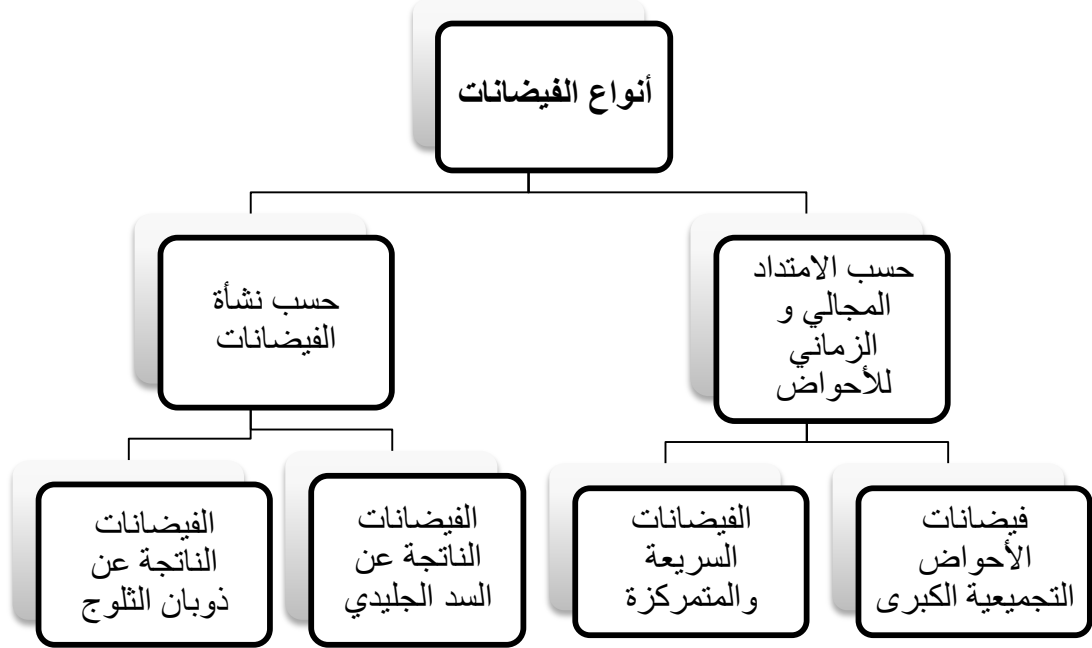 أنواع الفيضانات
حسب الامتداد
المجالي و
الزماني
للأحواض
حسب نشأة
الفيضانات
فيضانات
الأحواض
التجميعية الكبرى
الفيضانات
السريعة
والمتمركزة
الفيضانات
الناتجة عن
السد الجليدي
الفيضانات
الناتجة عن
ذوبان الثلوج